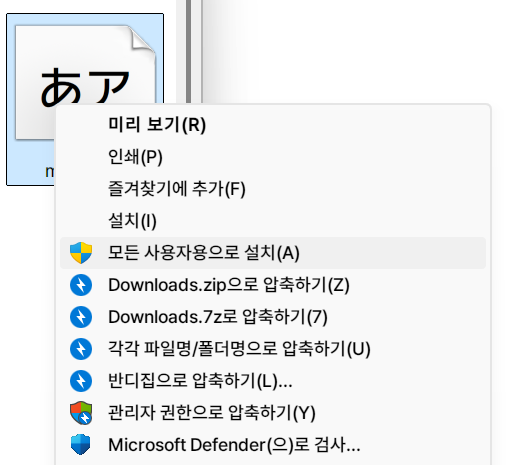 あア
m
미리 보기(R)
인쇄(P)
즐겨찾기에 추가(F)
설치(I)
모든 사용자용으로 설치(A)
Downloads.zip으로 압축하기(Z)
Downloads.7z로 압축하기(7)
각각 파일명/폴더명으로 압축하기(U)
반디집으로 압축하기(L)...
관리자 권한으로 압축하기(Y)
Microsoft Defender(으)로 검사...